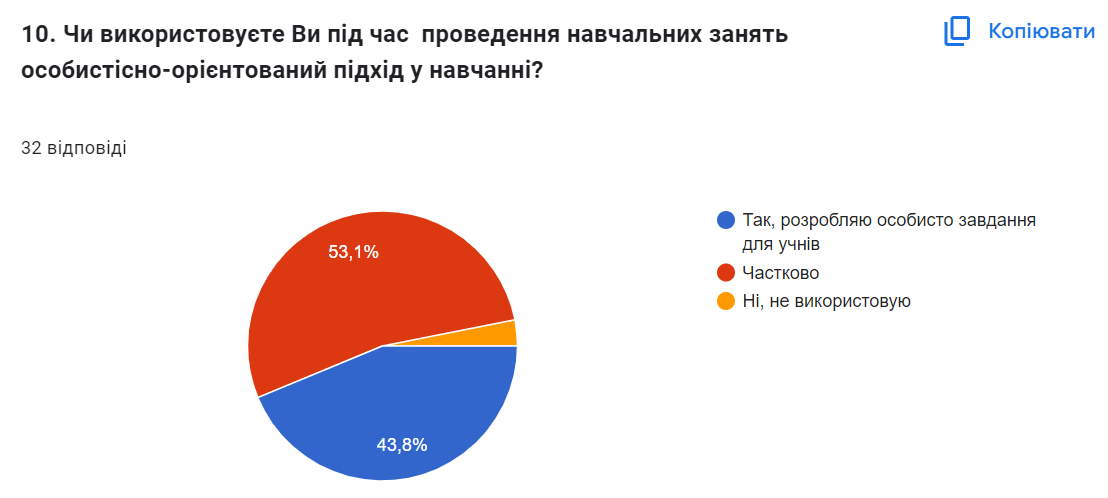 10. Чи використовуєте Ви під час  проведення навчальних занять
особистісно-орієнтований підхід у навчанні?
Копіювати
32 відповіді
53,1%
43,8%
Так, розробляю особисто завдання
для учнів
Частково
Ні, не використовую